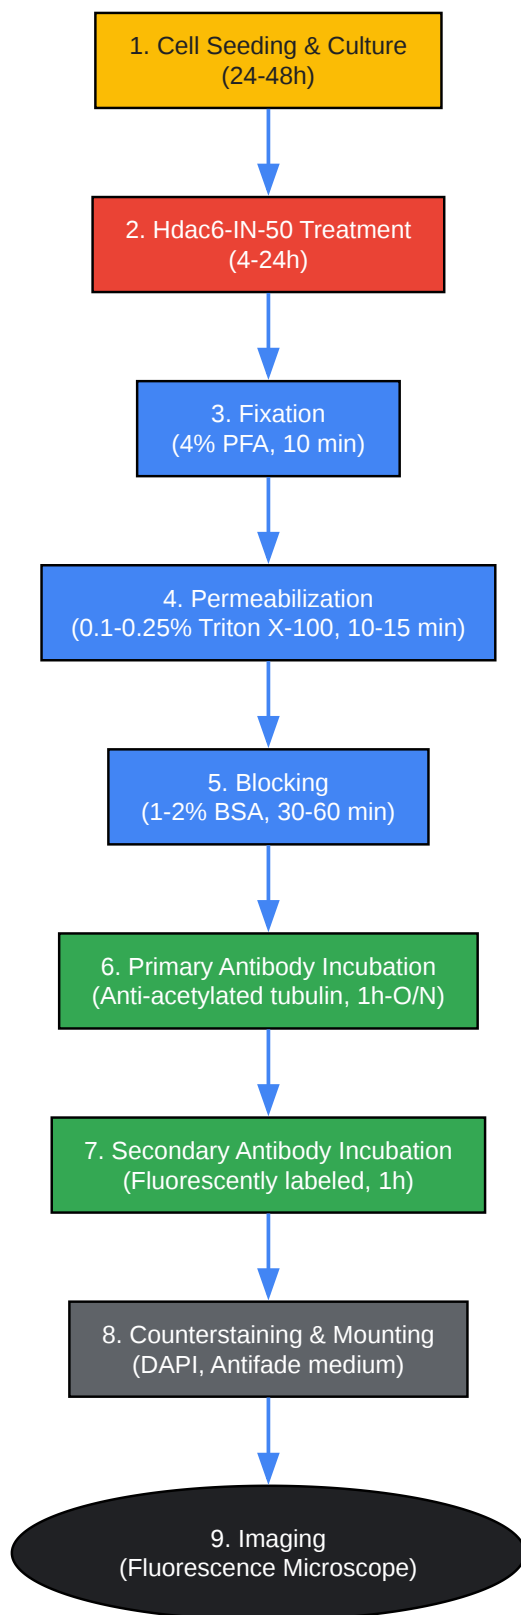 1. Cell Seeding & Culture
(24-48h)
2. Hdac6-IN-50 Treatment
(4-24h)
3. Fixation
(4% PFA, 10 min)
4. Permeabilization
(0.1-0.25% Triton X-100, 10-15 min)
5. Blocking
(1-2% BSA, 30-60 min)
6. Primary Antibody Incubation
(Anti-acetylated tubulin, 1h-O/N)
7. Secondary Antibody Incubation
(Fluorescently labeled, 1h)
8. Counterstaining & Mounting
(DAPI, Antifade medium)
9. Imaging
(Fluorescence Microscope)